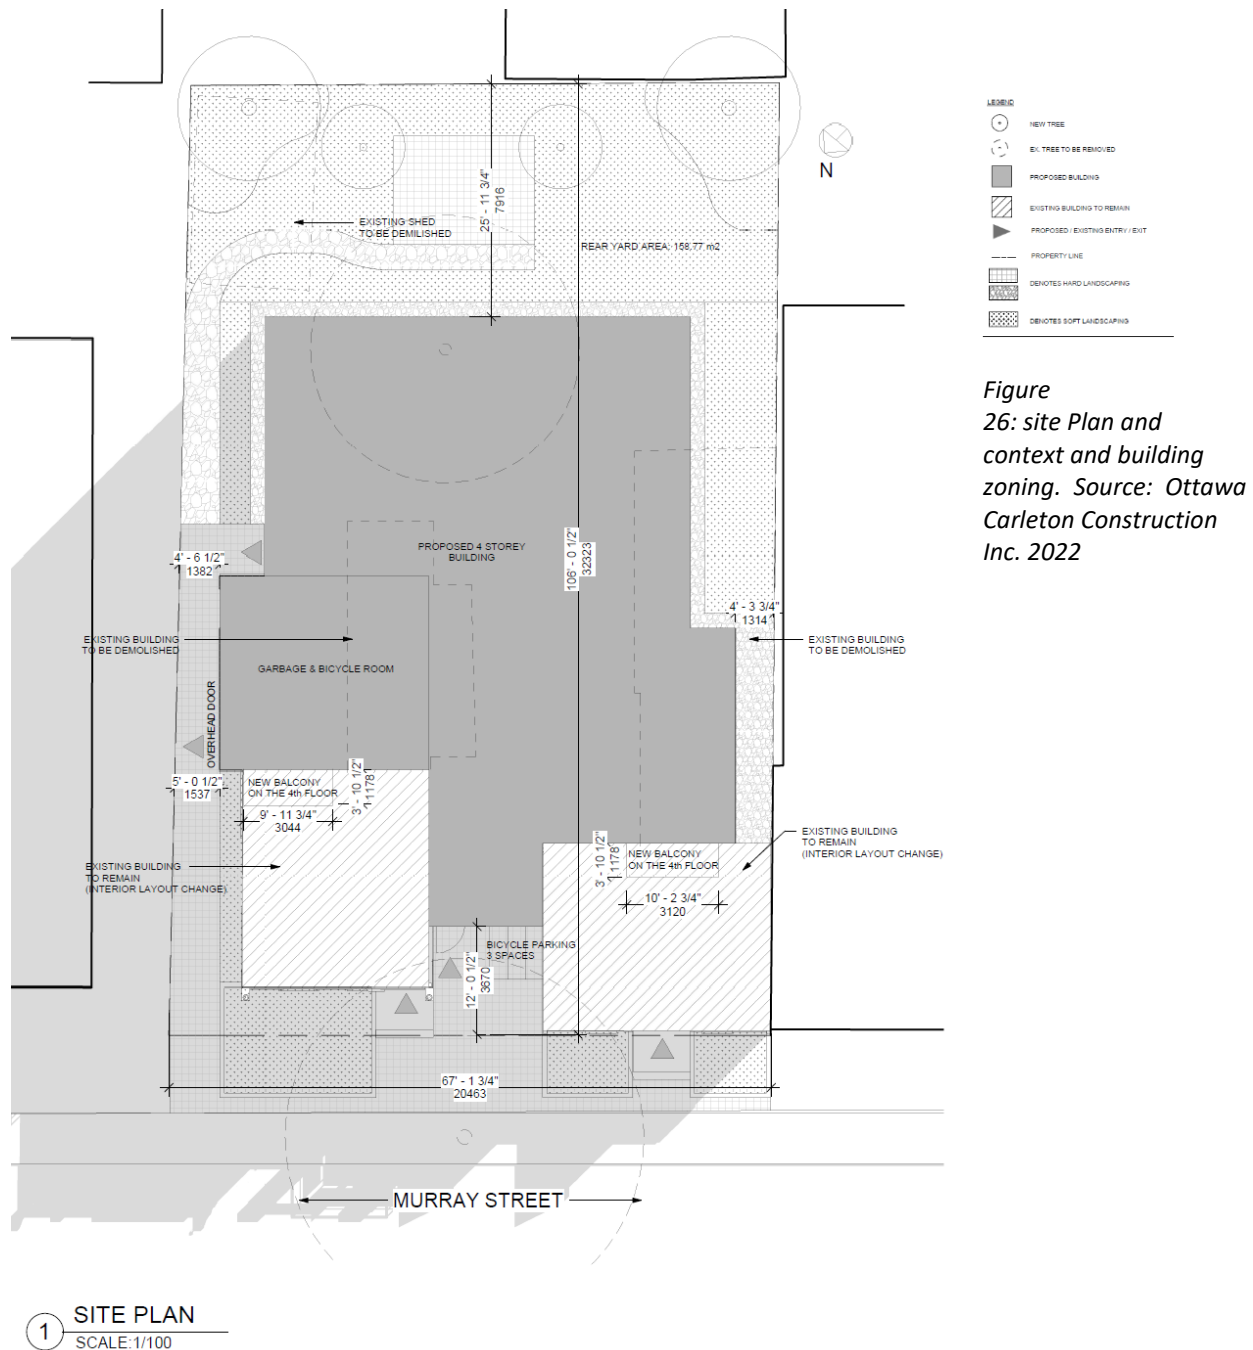 25' - 11 3/4"
7916
EXISTING SHED
TO BE DEMILISHED
REAR YARD AREA: 158,77 m2
N
LEGEND
NEW TREE
EX. TREE TO BE REMOVED
PROPOSED BUILDING
EXISTING BUILDING TO REMAIN
PROPOSED / EXISTING ENTRY / EXIT
PROPERTY LINE
DENOTES HARD LANDSCAPING
DENOTES SOFT LANDSCAPING
Figure
26: site Plan and
context and building
zoning. Source: Ottawa
Carleton Construction
Inc. 2022
PROPOSED 4 STOREY
BUILDING
106' - 0 1/2"
32323
4' - 6 1/2"
1382
4' - 3 3/4"
1314
EXISTING BUILDING
TO BE DEMOLISHED
EXISTING BUILDING
TO BE DEMOLISHED
GARBAGE & BICYCLE ROOM
OVERHEAD DOOR
5' - 0 1/2"
1537
NEW BALCONY
ON THE 4th FLOOR
3' - 10 1/2"
1178
9' - 11 3/4"
3044
EXISTING BUILDING
TO REMAIN
(INTERIOR LAYOUT CHANGE)
3' - 10 1/2"
1178
NEW BALCONY
ON THE 4th FLOOR
10' - 2 3/4"
3120
EXISTING BUILDING
TO REMAIN
(INTERIOR LAYOUT CHANGE)
BICYCLE PARKING
3 SPACES
12' - 0 1/2"
3670
67' - 1 3/4"
20463
MURRAY STREET
1
SITE PLAN
SCALE:1/100